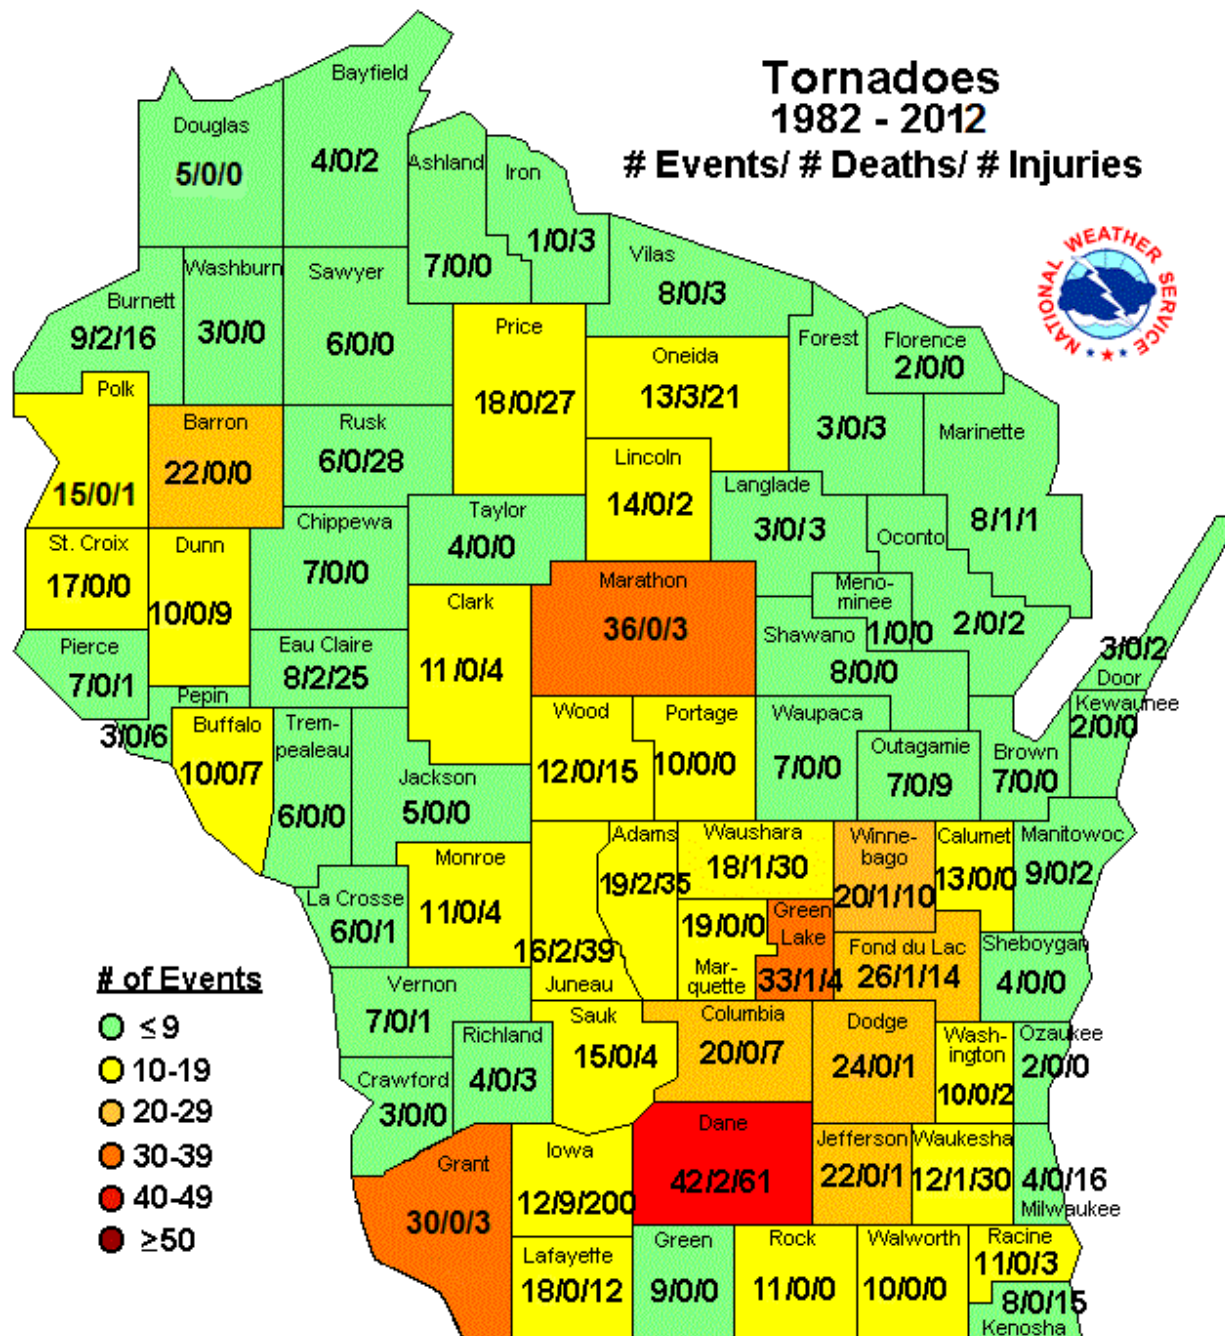 Tornadoes
1982 - 2012
# Events/ # Deaths/ # Injuries
NATIONAL WEATHER SERVICE
Bayfield
4/0/2
Douglas
5/0/0
Ashland
7/0/0
Iron
1/0/3
Vilas
8/0/3
Washburn
3/0/0
Sawyer
6/0/0
Burnett
9/2/16
Price
18/0/27
Oneida
13/3/21
Forest
3/0/3
Florence
2/0/0
Polk
15/0/1
Barron
22/0/0
Rusk
6/0/28
Lincoln
14/0/2
Langlade
3/0/3
Marinette
8/1/1
Oconto
2/0/2
St. Croix
17/0/0
Dunn
10/0/9
Chippewa
7/0/0
Taylor
4/0/0
Clark
11/0/4
Marathon
36/0/3
Meno-
minee
1/0/0
Shawano
8/0/0
Pierce
7/0/1
Pepin
3/0/6
Eau Claire
8/2/25
3/0/2
Door
Kewaunee
2/0/0
Buffalo
10/0/7
Trem-
pealeau
6/0/0
Jackson
5/0/0
Wood
12/0/15
Portage
10/0/0
Waupaca
7/0/0
Outagamie
7/0/9
Brown
7/0/0
Monroe
11/0/4
Adams
19/2/35
Waushara
18/1/30
Winne-
bago
20/1/10
Calumet
13/0/0
Manitowoc
9/0/2
La Crosse
6/0/1
16/2/39
Juneau
19/0/0
Mar-
quette
Green
Lake
33/1/4
Fond du Lac
26/1/14
Sheboygan
4/0/0
Vernon
7/0/1
Richland
4/0/3
Sauk
15/0/4
Columbia
20/0/7
Dodge
24/0/1
Wash-
ington
10/0/2
Ozaukee
2/0/0
Crawford
3/0/0
Grant
30/0/3
Iowa
12/9/200
Dane
42/2/61
Jefferson
22/0/1
Waukesha
12/1/30
4/0/16
Milwaukee
Lafayette
18/0/12
Green
9/0/0
Rock
11/0/0
Walworth
10/0/0
Racine
11/0/3
8/0/15
Kenosha
# of Events
≤9
10-19
20-29
30-39
40-49
≥50